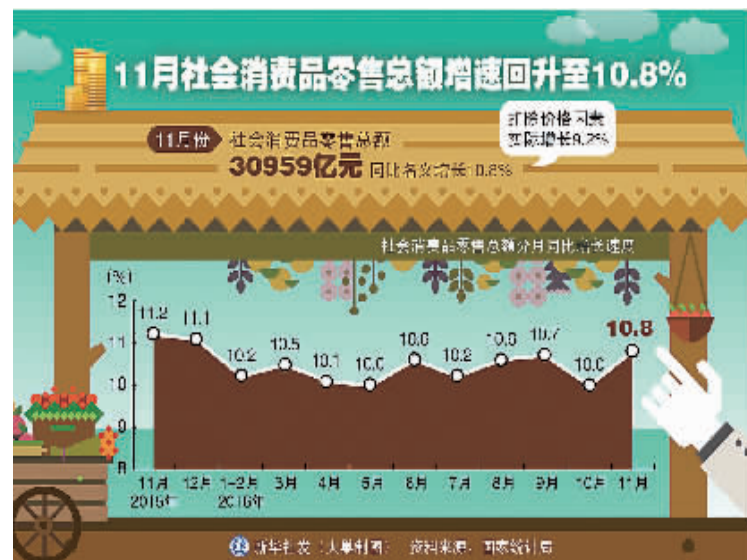 11月社会消费品零售总额增速回升至10.8%
扣除价格因素
实际增长9.2%
11月份
社会消费品零售总额
30959亿元 同比名义增长10.8%
社会消费品零售总额分月同比增长速度
(%)
12
11
10
9
8
11.2
11.1
10.2
10.5
10.1
10.0
10.6
10.2
10.6
10.7
10.0
10.8
11月 12月 1-2月 3月 4月 5月 6月 7月 8月 9月 10月 11月
2015年 2016年
新华社发（大巢制图） 资料来源：国家统计局